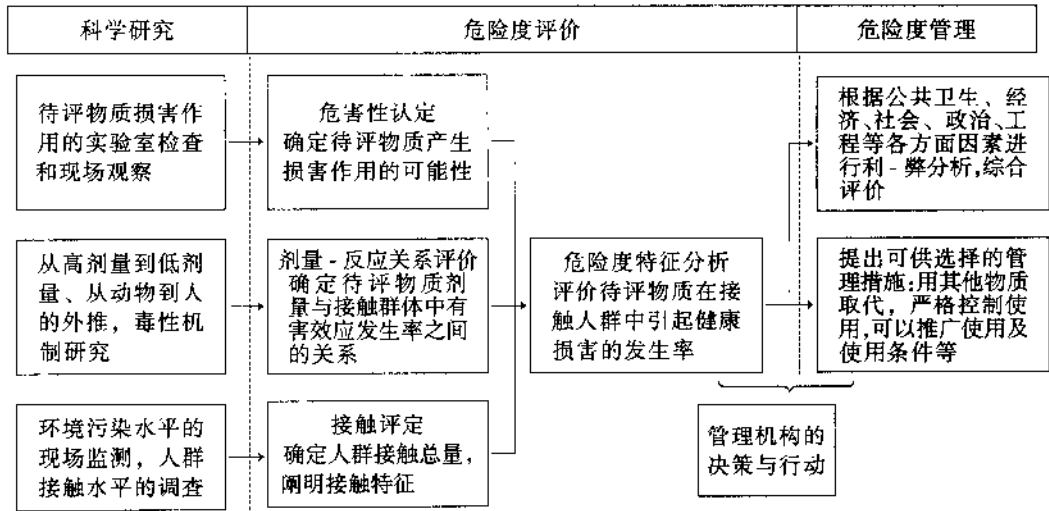 科学研究
危险度评价
危险度管理
待评物质损害作
用的实验室检查
和现场观察
危害性认定
确定待评物质产生
损害作用的可能性
根据公共卫生、经
济、社会、政治、工
程等各方面因素进
行利-弊分析,综合
评价
从高剂量到低剂
量、从动物到人
的外推，毒性机
制研究
剂量-反应关系评价
确定待评物质剂
量与接触群体中有
害效应发生率之间
的关系
危险度特征分析
评价待评物质在接
触人群中引起健康
损害的发生率
提出可供选择的管
理措施:用其他物质
取代，严格控制使
用,可以推广使用及
使用条件等
环境污染水平的
现场监测，人群
接触水平的调查
接触评定
确定人群接触总量，
阐明接触特征
管理机构的
决策与行动